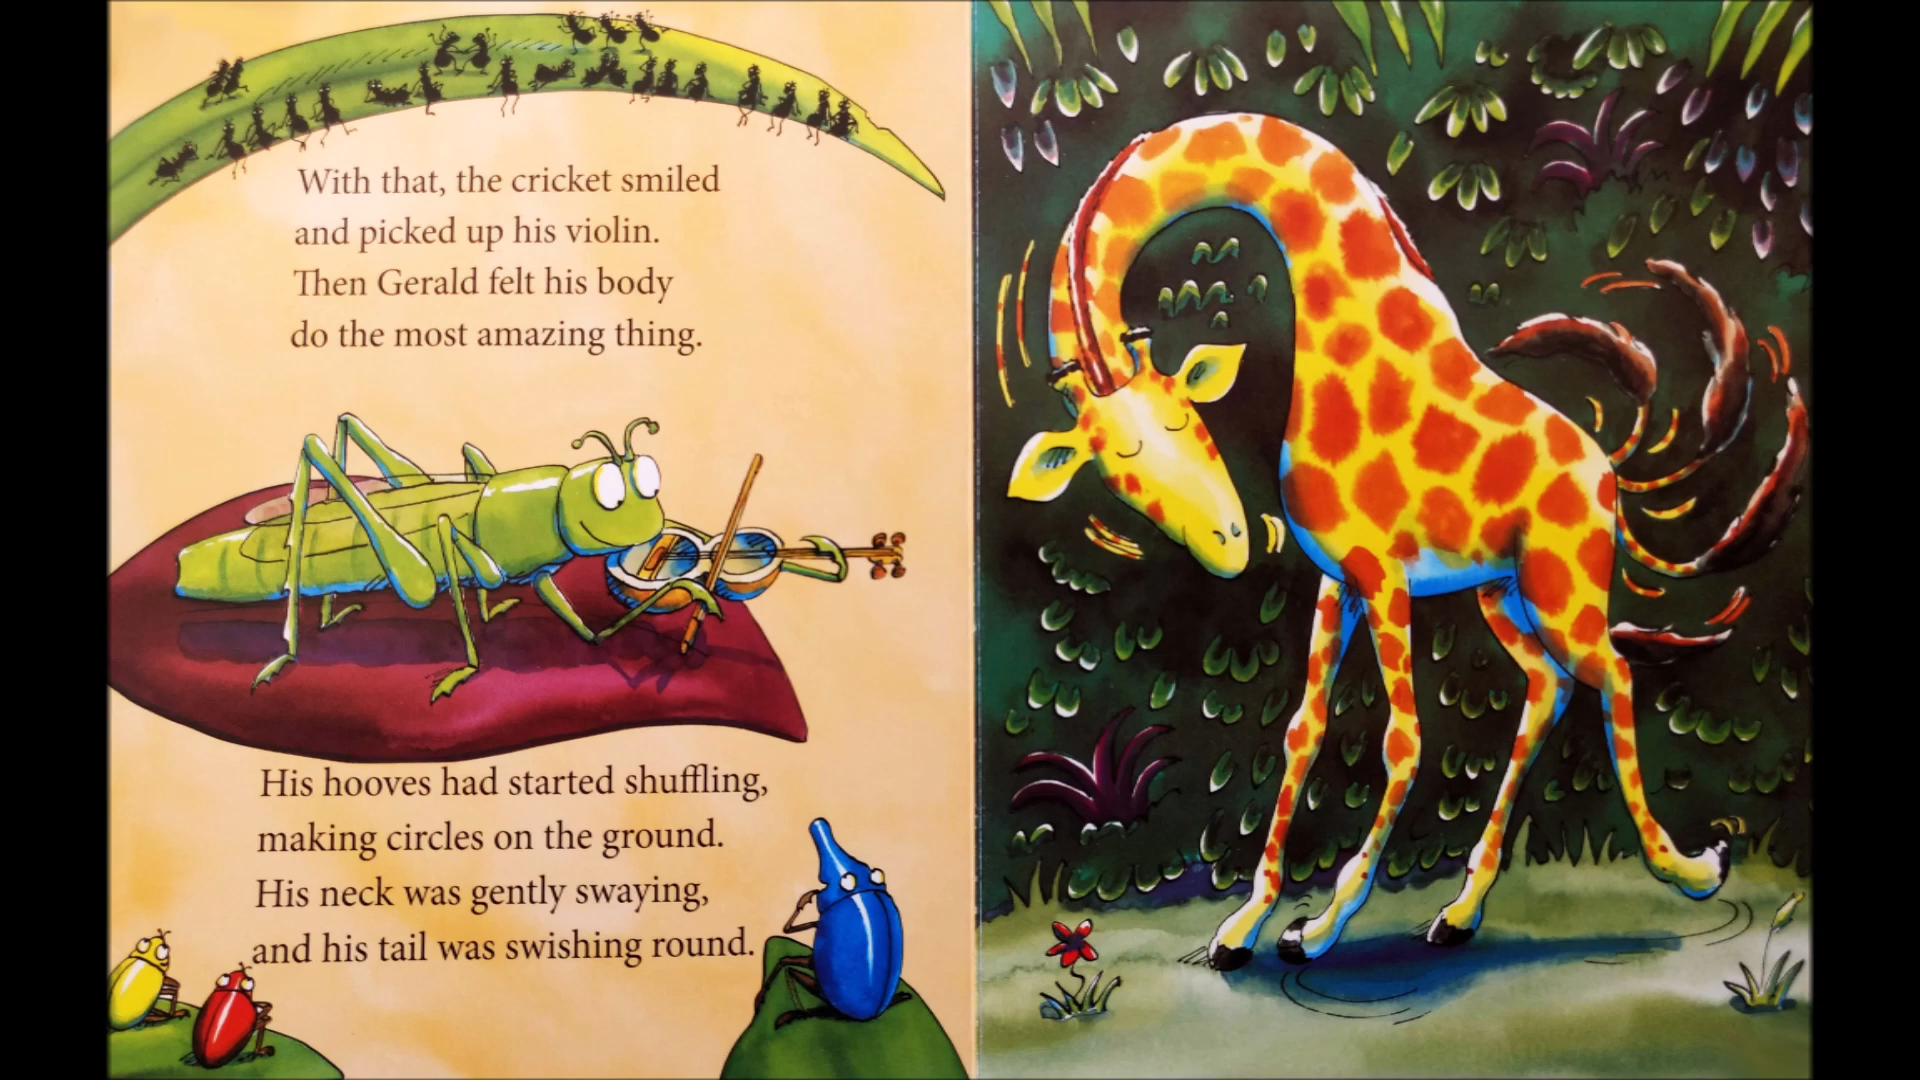 With that, the cricket smiled
and picked up his violin.
Then Gerald felt his body
do the most amazing thing.
His hooves had started shuffling,
making circles on the ground.
His neck was gently swaying,
and his tail was swishing round.